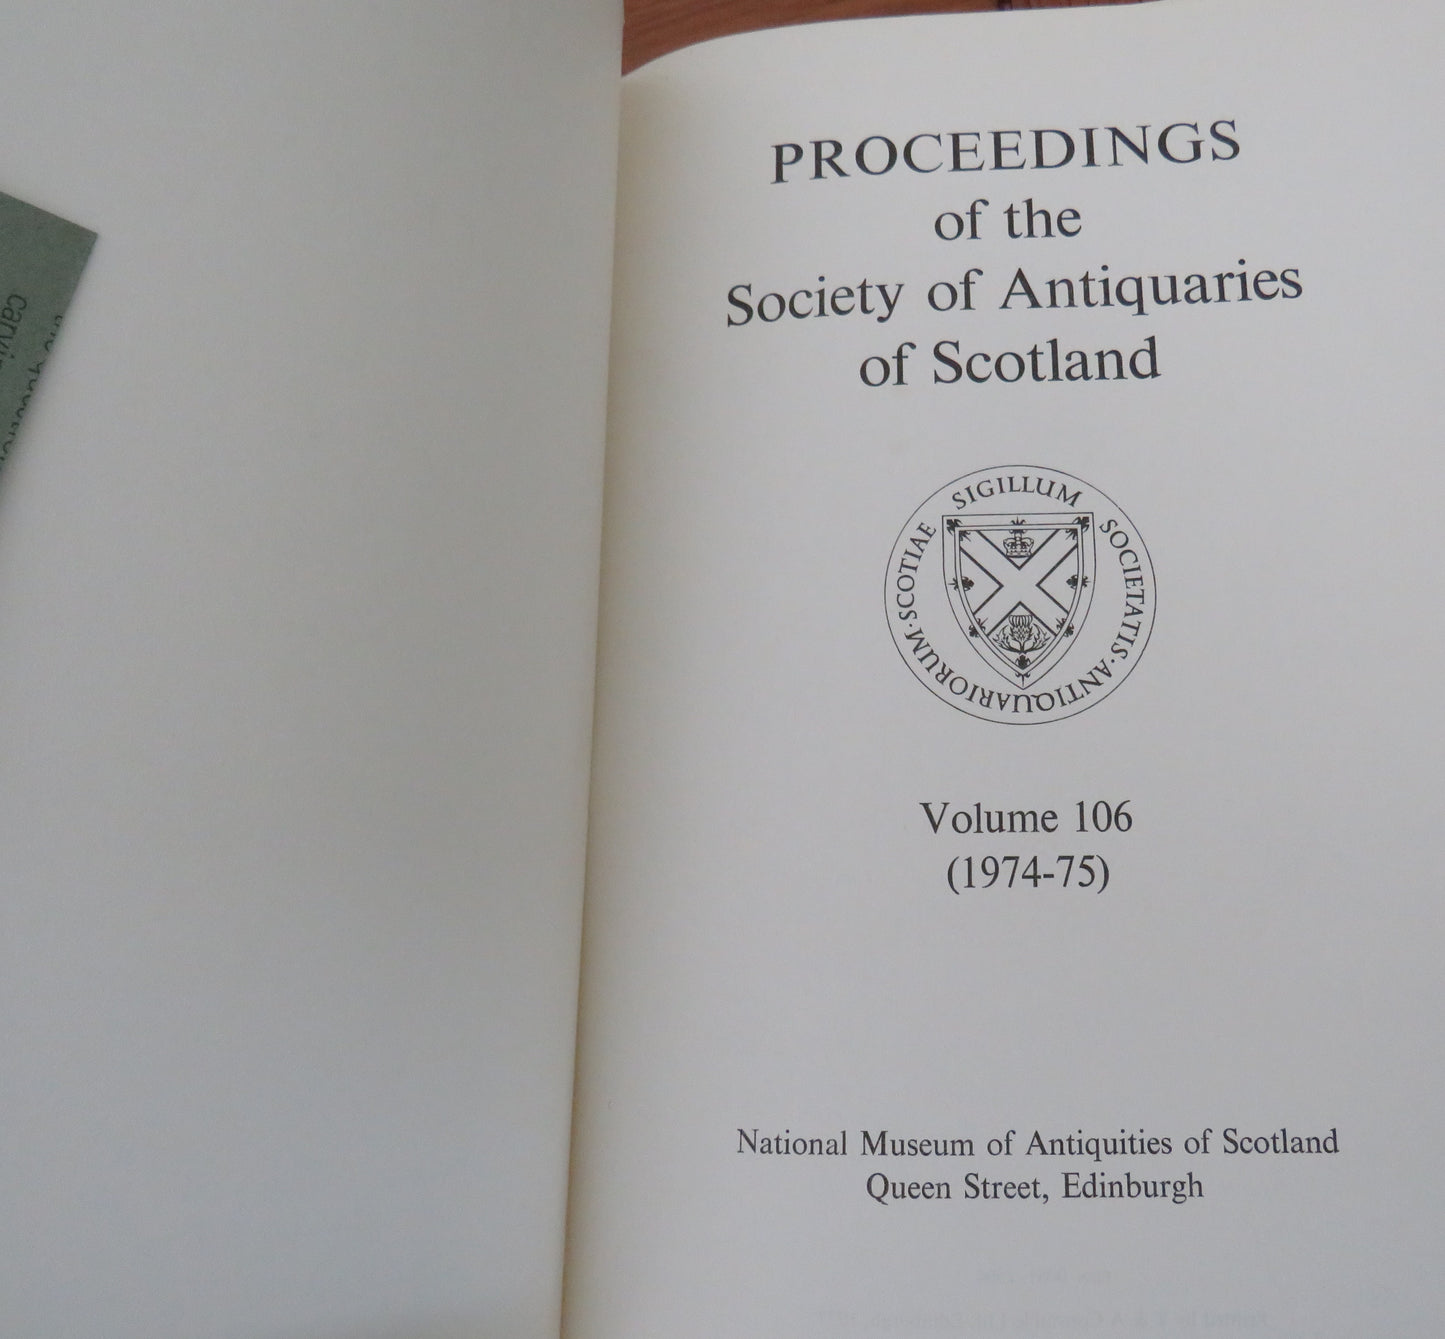 PROCEEDINGS
of the
Society of Antiquaries
of Scotland
SIGILLUM SOCIETATIS · ANTIQUARIORUM · SCOTIAE
Volume 106
(1974-75)
National Museum of Antiquities of Scotland
Queen Street, Edinburgh